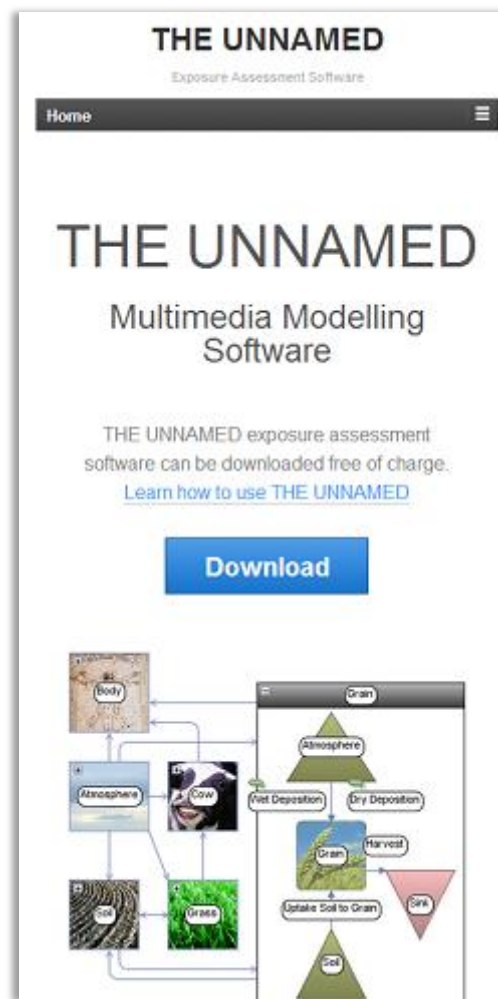 THE UNNAMED
Exposure Assessment Software
Home
THE UNNAMED
Multimedia Modelling
Software
THE UNNAMED exposure assessment
software can be downloaded free of charge.
Learn how to use THE UNNAMED
Download
Body
Grain
Atmosphere
Atmosphere
Cow
Wet Deposition
Dry Deposition
Grain
Harvest
Soil
Grass
Uptake Soil to Grain
Sink
Soil